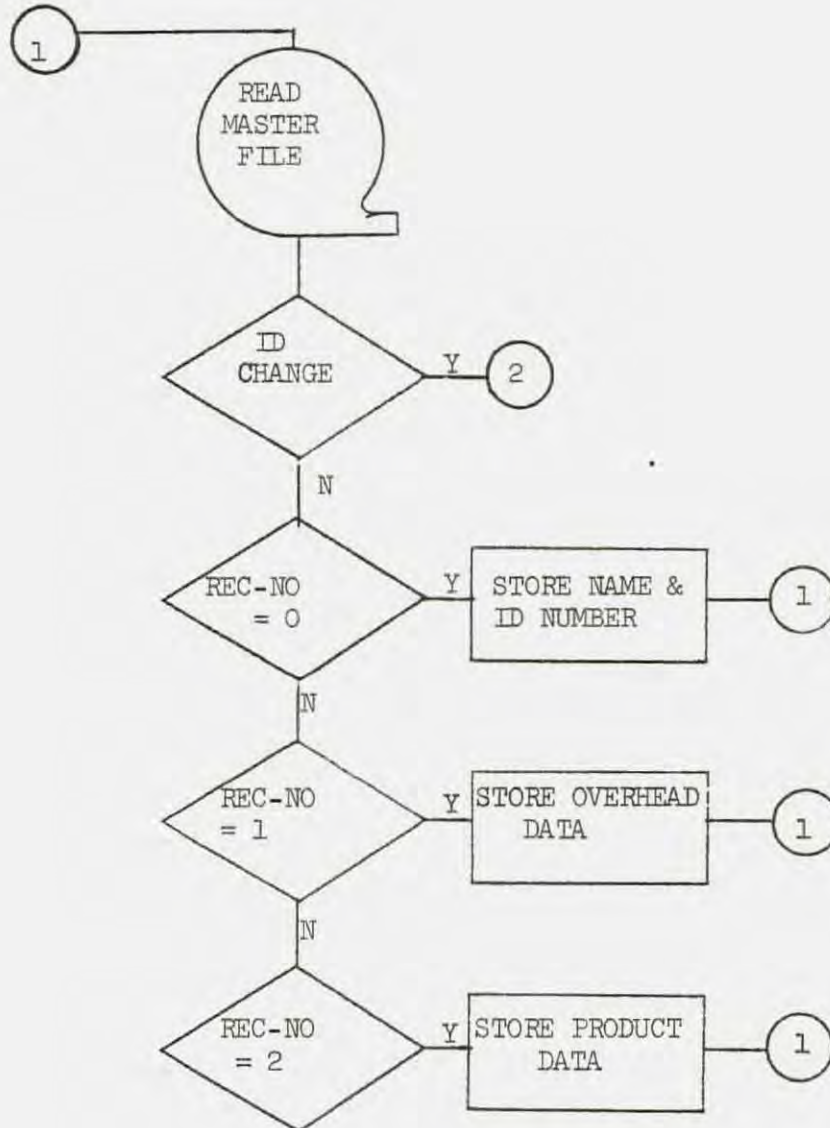 1
READ
MASTER
FILE
ID
CHANGE
Y
2
N
REC-NO
= 0
Y
STORE NAME &
ID NUMBER
1
N
REC-NO
= 1
Y
STORE OVERHEAD
DATA
1
N
REC-NO
= 2
Y
STORE PRODUCT
DATA
1